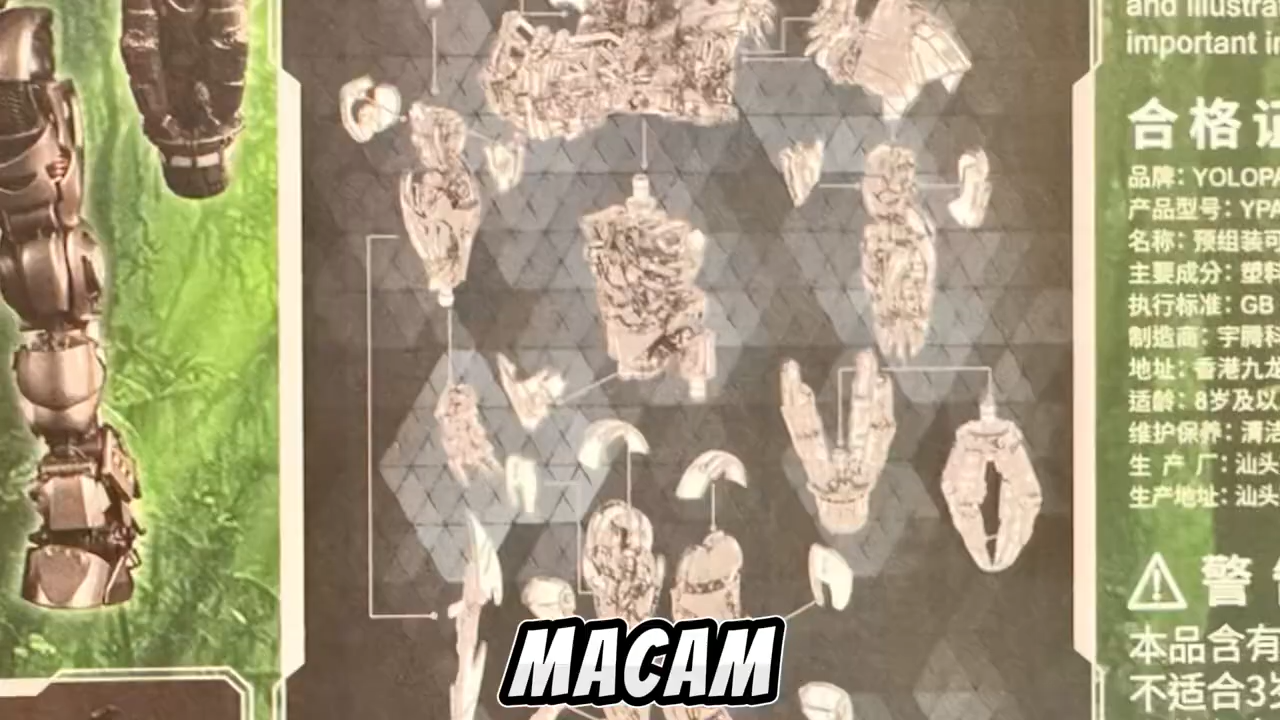 and illustra
important in
合格证
品牌：YOLOPA
产品型号：YPA
名称：预组装可
主要成分：塑料
执行标准：GB
制造商：宇腾科
地址：香港九龙
适龄：8岁及以
维护保养：清洁
生 产 厂：汕头
生产地址：汕头
警
本品含有
不适合3岁
MACAM